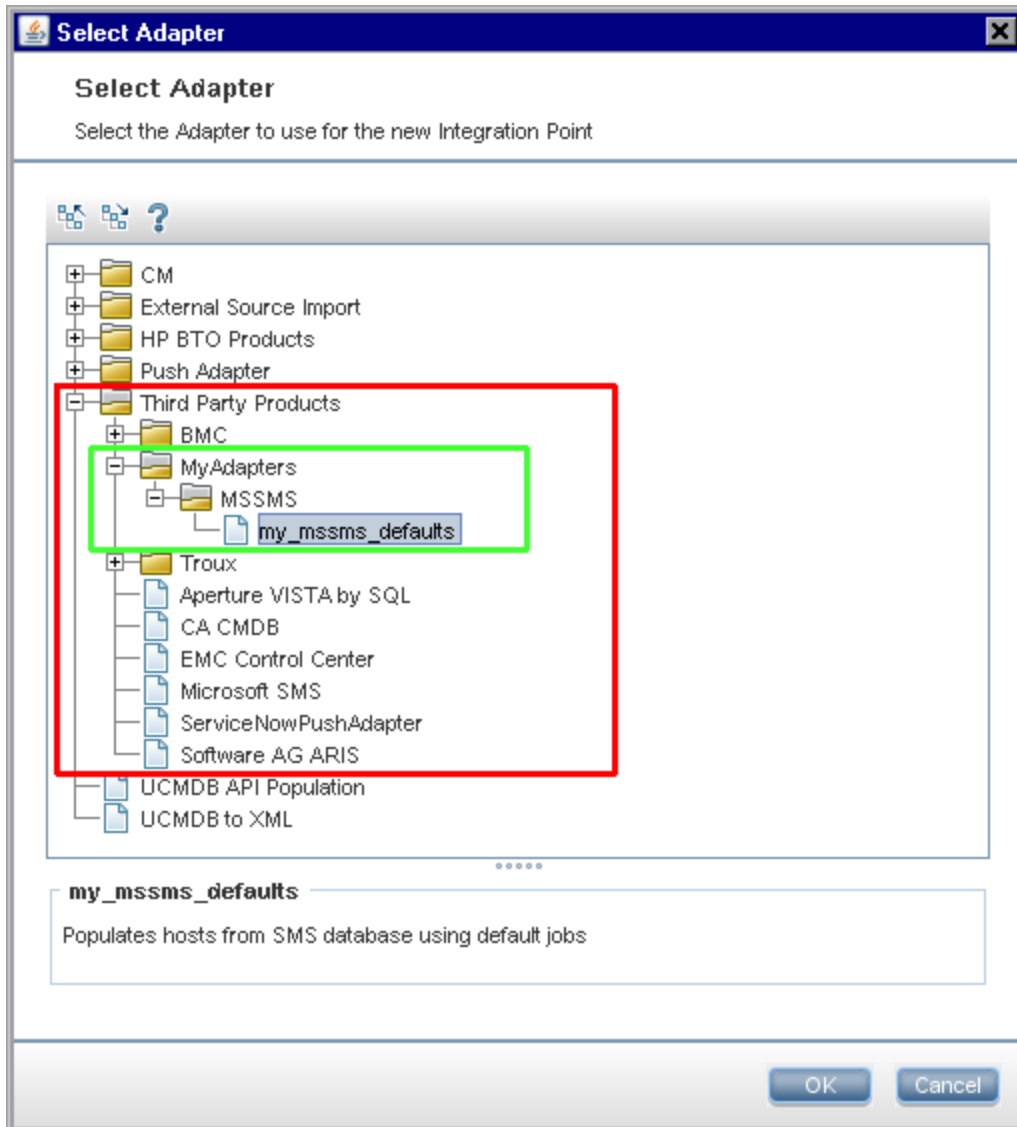 Select Adapter
Select Adapter
Select the Adapter to use for the new Integration Point
CM
External Source Import
HP BTO Products
Push Adapter
Third Party Products
BMC
MyAdapters
MSSMS
my_mssms_defaults
Troux
Aperture VISTA by SQL
CA CMDB
EMC Control Center
Microsoft SMS
ServiceNowPushAdapter
Software AG ARIS
UCMDB API Population
UCMDB to XML
my_mssms_defaults
Populates hosts from SMS database using default jobs
OK Cancel